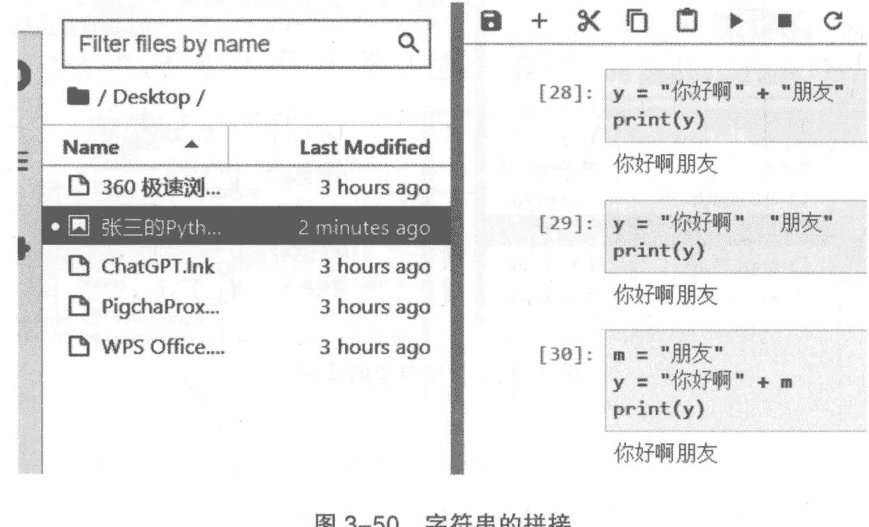 Filter files by name
/ Desktop /
Name Last Modified
360 极速浏... 3 hours ago
张三的Pyth... 2 minutes ago
ChatGPT.lnk 3 hours ago
PigchaProx... 3 hours ago
WPS Office.... 3 hours ago
[28]: y = "你好啊" + "朋友"
print(y)
你好啊朋友
[29]: y = "你好啊" "朋友"
print(y)
你好啊朋友
[30]: m = "朋友"
y = "你好啊" + m
print(y)
你好啊朋友
图 3-50 字符串的拼接